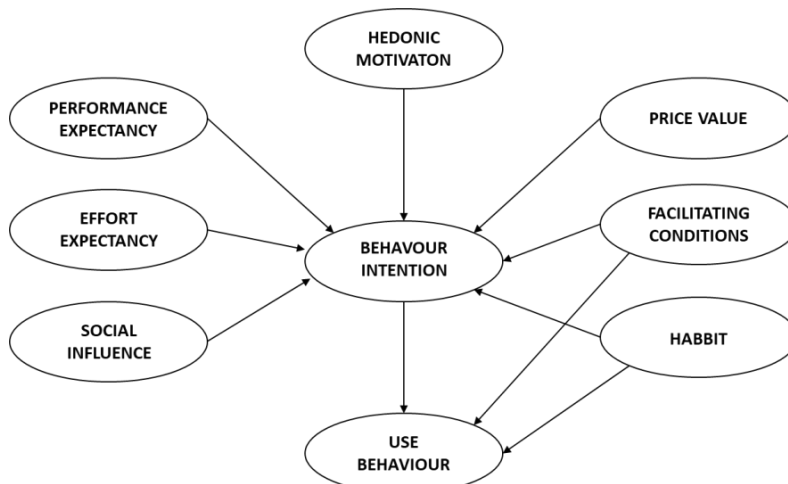 HEDONIC
MOTIVATON
PERFORMANCE
EXPECTANCY
PRICE VALUE
EFFORT
EXPECTANCY
FACILITATING
CONDITIONS
BEHAVOUR
INTENTION
SOCIAL
INFLUENCE
HABBIT
USE
BEHAVIOUR